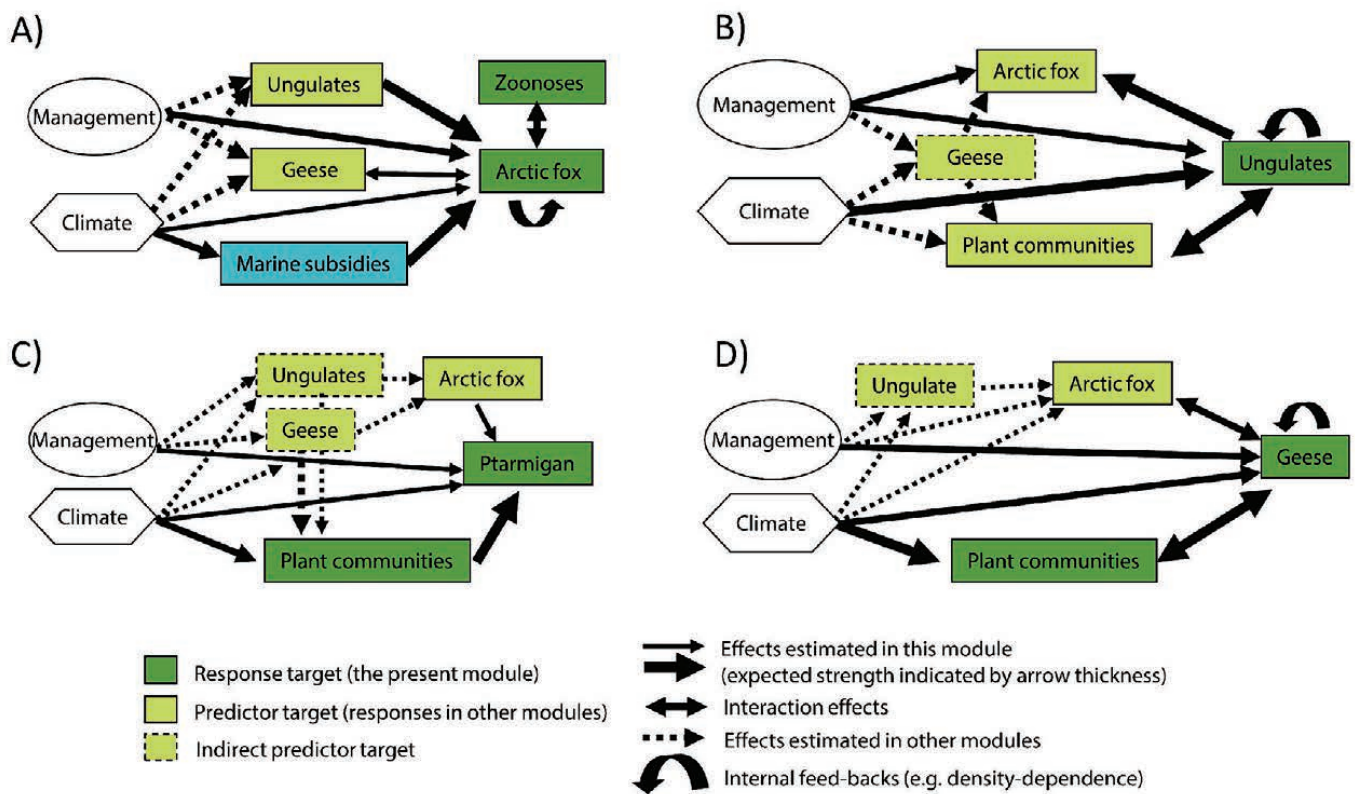 A)
Management
Climate
Ungulates
Geese
Marine subsidies
Zoonoses
Arctic fox
B)
Management
Climate
Arctic fox
Geese
Plant communities
Ungulates
C)
Management
Climate
Ungulates
Geese
Arctic fox
Ptarmigan
Plant communities
D)
Management
Climate
Ungulate
Arctic fox
Geese
Plant communities
Response target (the present module)
Predictor target (responses in other modules)
Indirect predictor target
Effects estimated in this module
(expected strength indicated by arrow thickness)
Interaction effects
Effects estimated in other modules
Internal feed-backs (e.g. density-dependence)